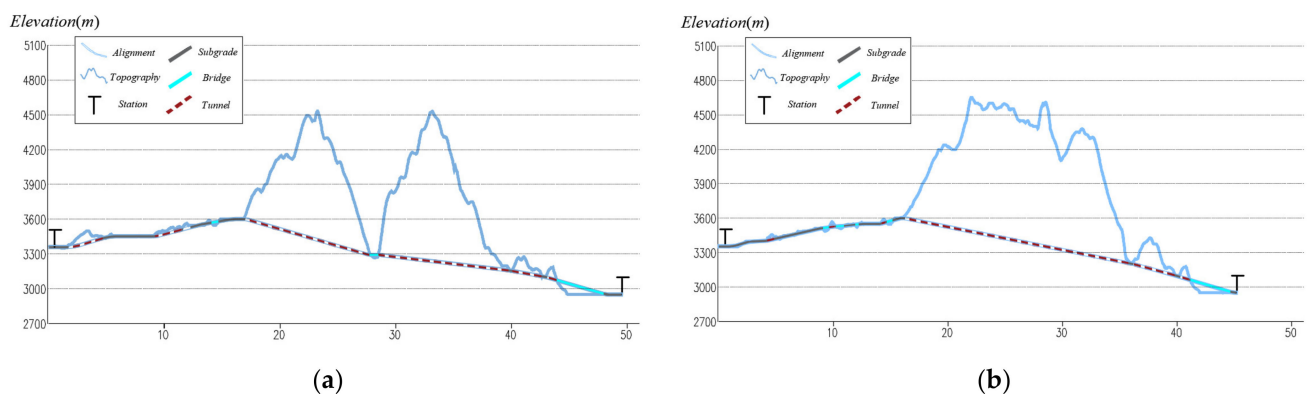 Elevation(m)
5100
4800
4500
4200
3900
3600
3300
3000
2700
Alignment
Subgrade
Topography
Bridge
Station
Tunnel
10
20
30
40
50
(a)
Elevation(m)
5100
4800
4500
4200
3900
3600
3300
3000
2700
Alignment
Subgrade
Topography
Bridge
Station
Tunnel
10
20
30
40
50
(b)